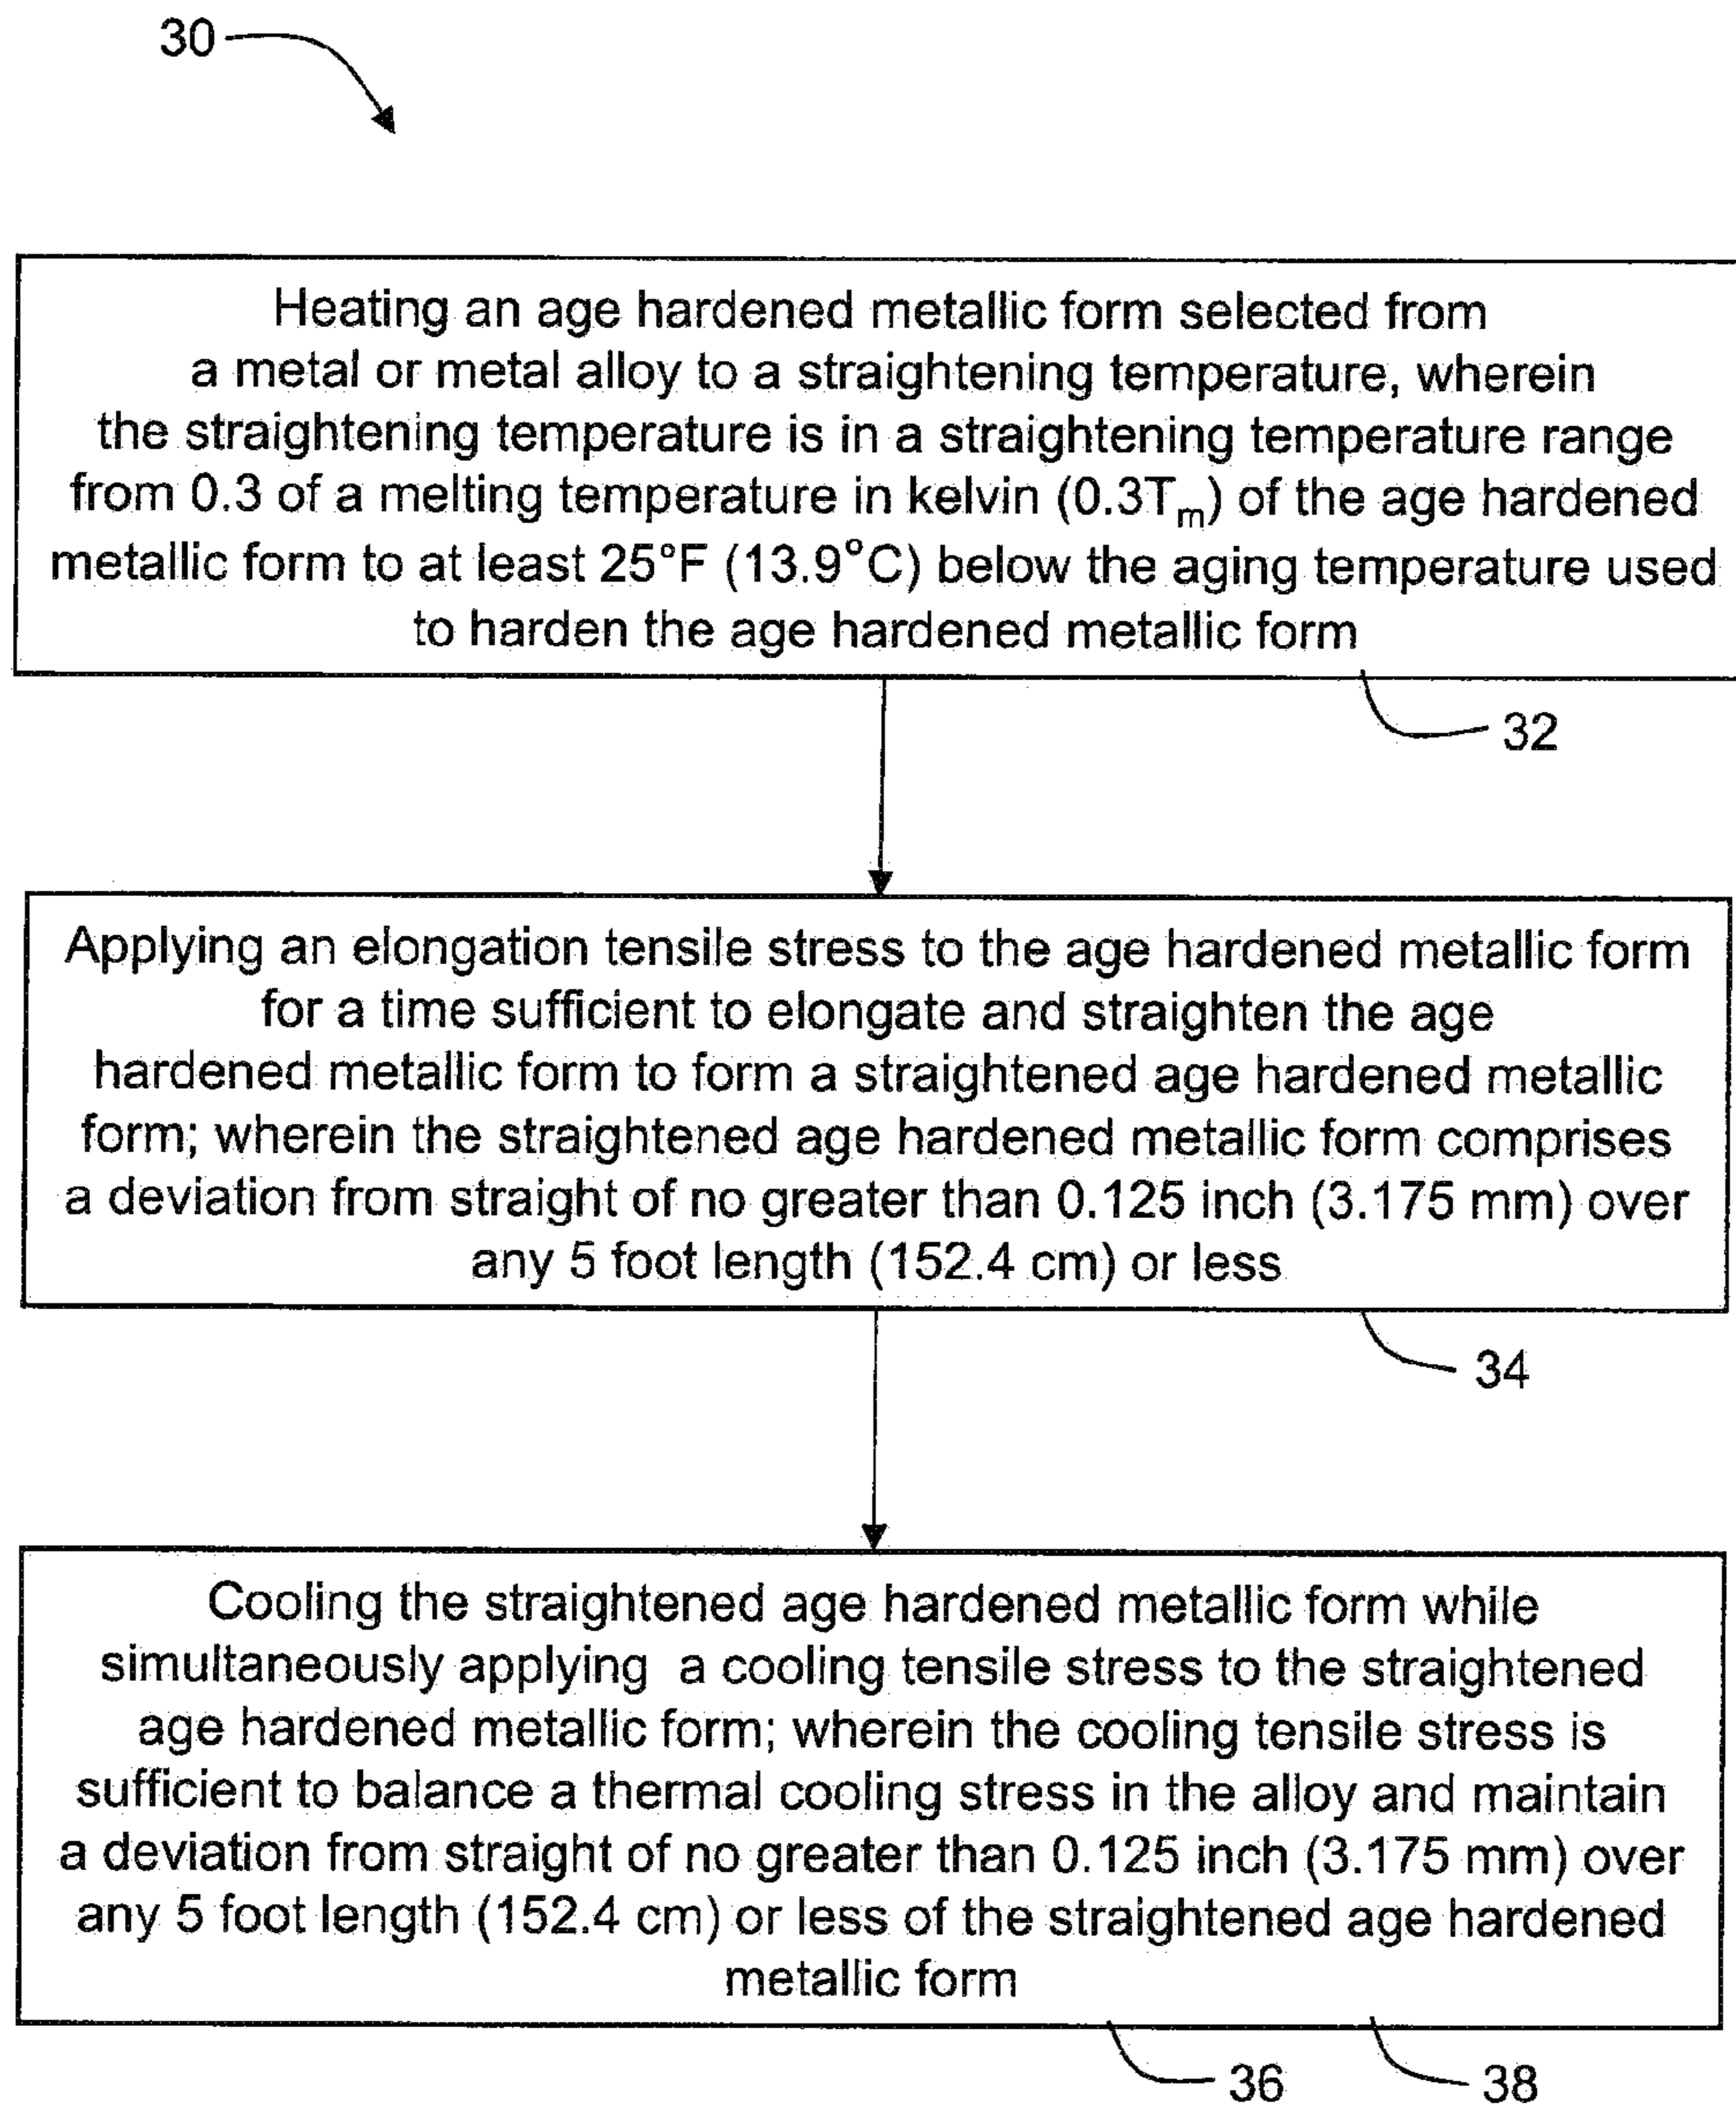 30
Heating an age hardened metallic form selected from
a metal or metal alloy to a straightening temperature, wherein
the straightening temperature is in a straightening temperature range
from 0.3 of a melting temperature in kelvin (0.3Tm) of the age hardened
metallic form to at least 25°F (13.9°C) below the aging temperature used
to harden the age hardened metallic form
32
Applying an elongation tensile stress to the age hardened metallic form
for a time sufficient to elongate and straighten the age
hardened metallic form to form a straightened age hardened metallic
form; wherein the straightened age hardened metallic form comprises
a deviation from straight of no greater than 0.125 inch (3.175 mm) over
any 5 foot length (152.4 cm) or less
34
Cooling the straightened age hardened metallic form while
simultaneously applying a cooling tensile stress to the straightened
age hardened metallic form; wherein the cooling tensile stress is
sufficient to balance a thermal cooling stress in the alloy and maintain
a deviation from straight of no greater than 0.125 inch (3.175 mm) over
any 5 foot length (152.4 cm) or less of the straightened age hardened
metallic form
36 38